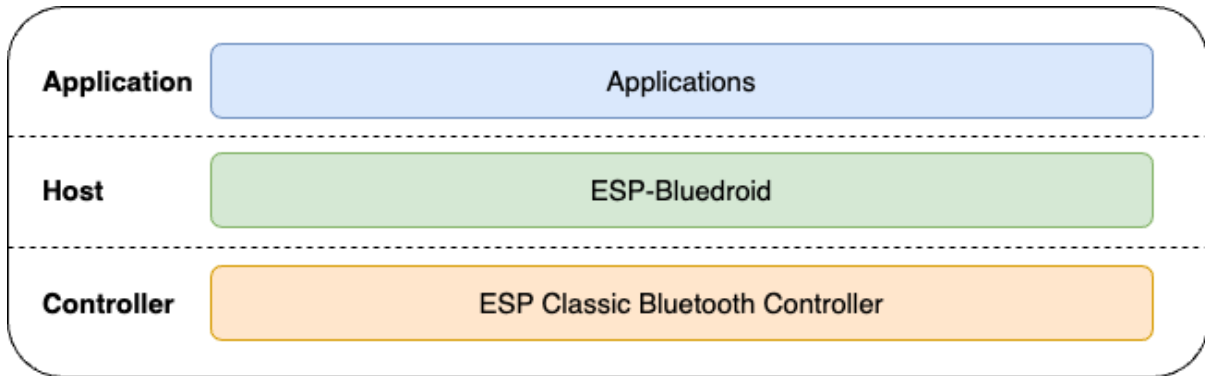 Application Applications
Host ESP-Bluedroid
Controller ESP Classic Bluetooth Controller